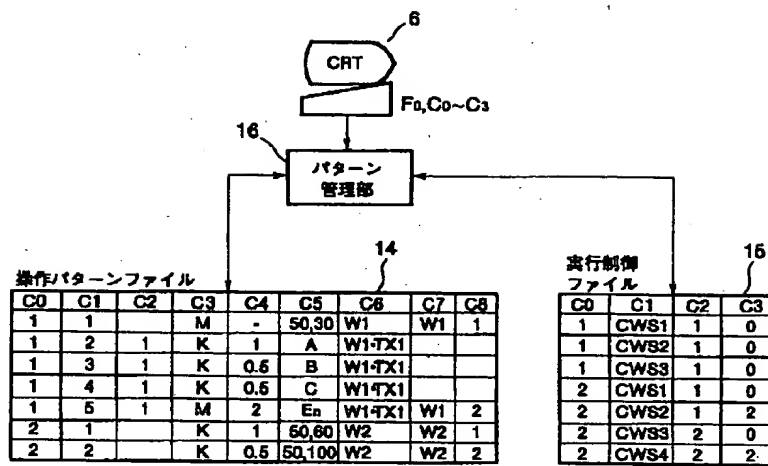 6
CRT
F0,C0~C3
16
パターン
管理部
14
操作パターンファイル
C0 C1 C2 C3 C4 C5 C6 C7 C8
1 1 M - 50,30 W1 W1 1
1 2 1 K 1 A W1-TX1
1 3 1 K 0.5 B W1-TX1
1 4 1 K 0.5 C W1-TX1
1 5 1 M 2 En W1-TX1 W1 2
2 1 K 1 50,60 W2 W2 1
2 2 K 0.5 50,100 W2 W2 2
15
実行制御
ファイル
C0 C1 C2 C3
1 CWS1 1 0
1 CWS2 1 0
1 CWS3 1 0
2 CWS1 1 0
2 CWS2 1 2
2 CWS3 2 0
2 CWS4 2 2